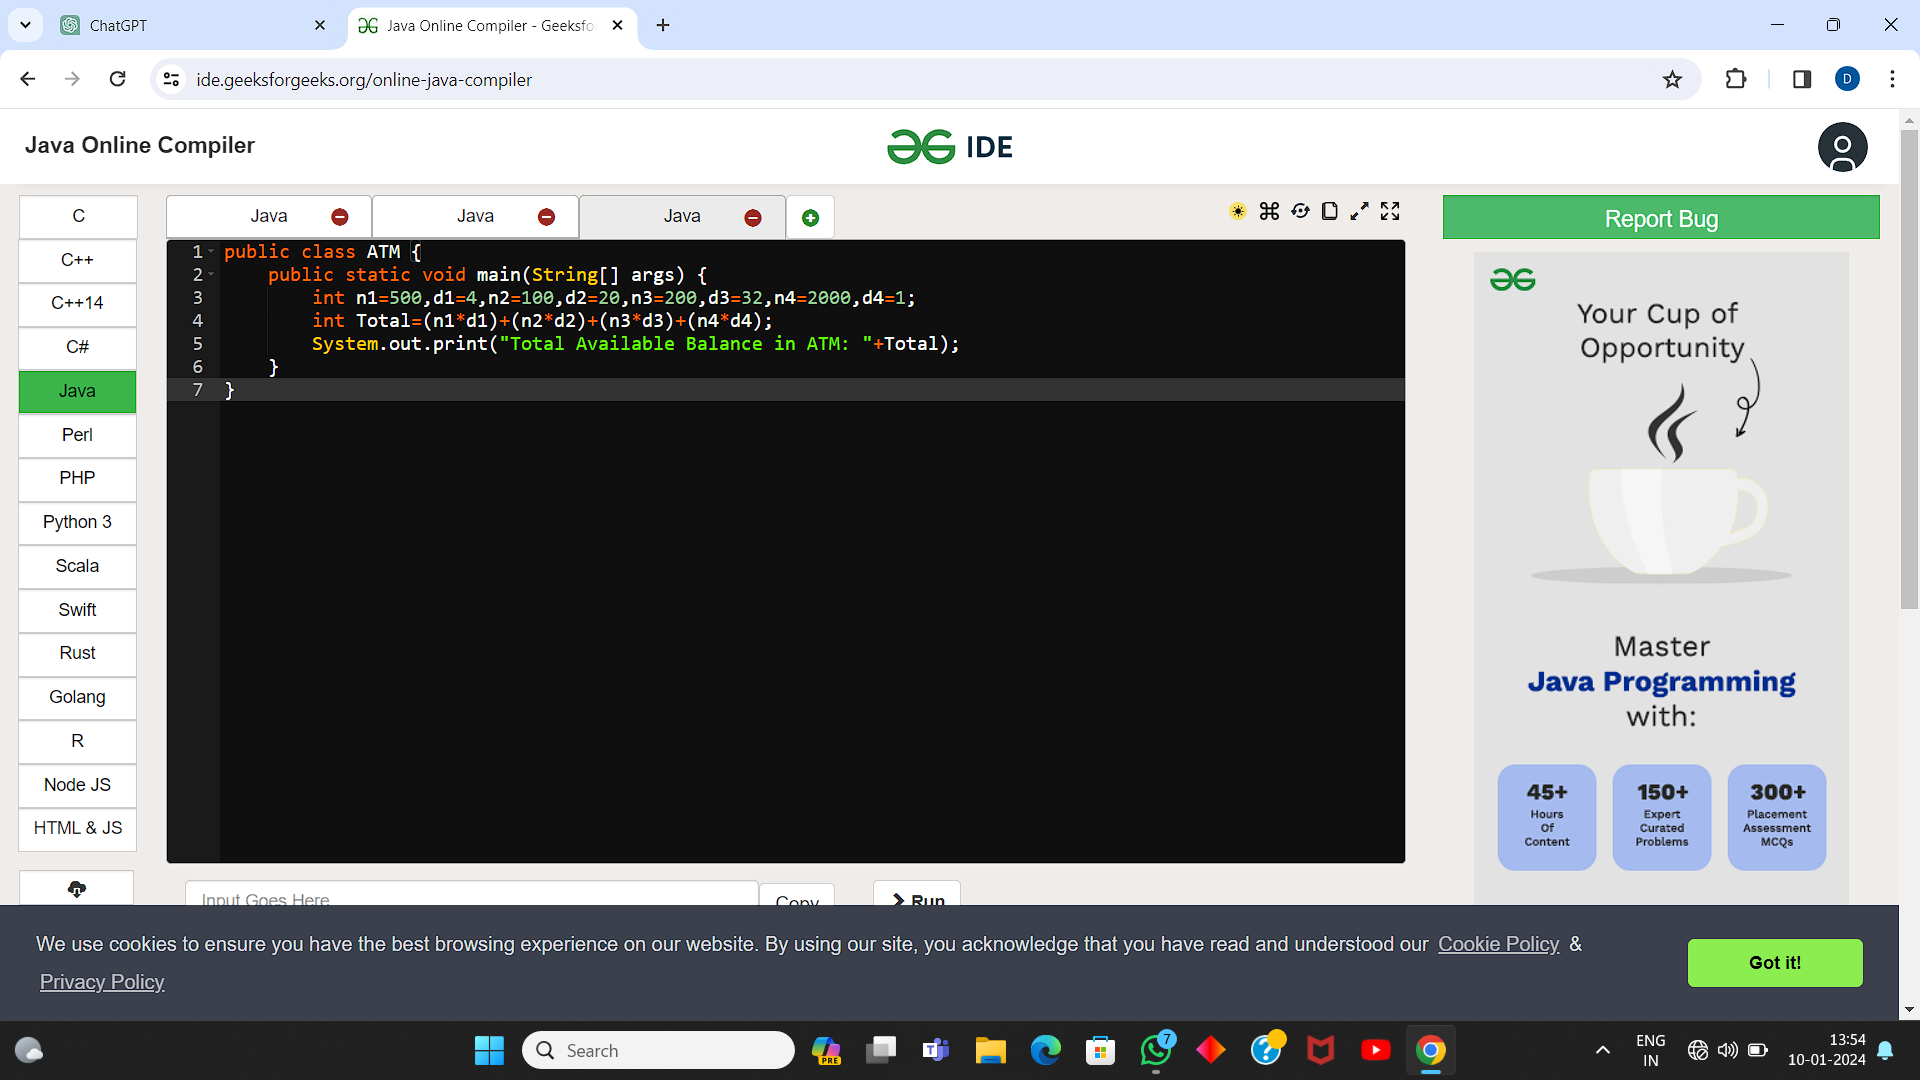 ChatGPT
Java Online Compiler - Geeksfo
ide.geeksforgeeks.org/online-java-compiler
D
Java Online Compiler
IDE
C
C++
C++14
C#
Java
Perl
PHP
Python 3
Scala
Swift
Rust
Golang
R
Node JS
HTML & JS
Java
Java
Java
1 public class ATM {
2 public static void main(String[] args) {
3 int n1=500,d1=4,n2=100,d2=20,n3=200,d3=32,n4=2000,d4=1;
4 int Total=(n1*d1)+(n2*d2)+(n3*d3)+(n4*d4);
5 System.out.print("Total Available Balance in ATM: "+Total);
6 }
7 }
Input Goes Here
Copy
Run
Report Bug
Your Cup of
Opportunity
Master
Java Programming
with:
45+
Hours
Of
Content
150+
Expert
Curated
Problems
300+
Placement
Assessment
MCQs
We use cookies to ensure you have the best browsing experience on our website. By using our site, you acknowledge that you have read and understood our Cookie Policy &
Privacy Policy
Got it!
Search
PRE
7
ENG
IN
13:54
10-01-2024